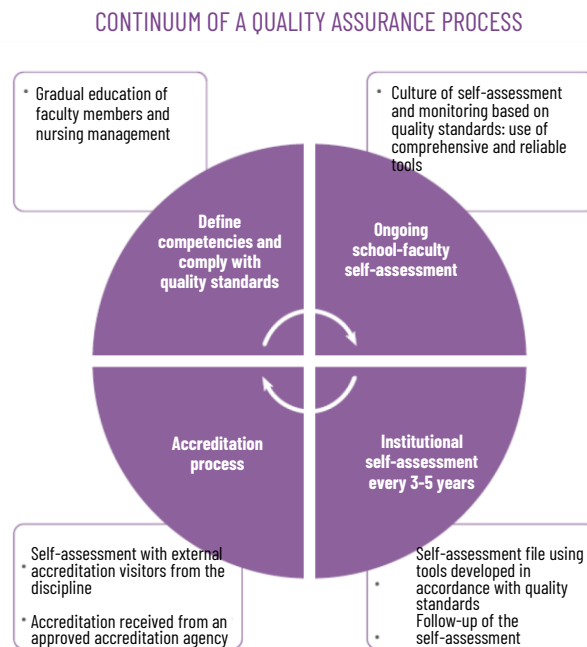 CONTINUUM OF A QUALITY ASSURANCE PROCESS
• Gradual education of
faculty members and
nursing management
• Culture of self-assessment
and monitoring based on
quality standards: use of
comprehensive and reliable
tools
Define
competencies and
comply with
quality standards
Ongoing
school-faculty
self-assessment
Accreditation
process
Institutional
self-assessment
every 3-5 years
Self-assessment with external
• accreditation visitors from the
discipline
• Accreditation received from an
approved accreditation agency
Self-assessment file using
tools developed in
• accordance with quality
standards
Follow-up of the
• self-assessment